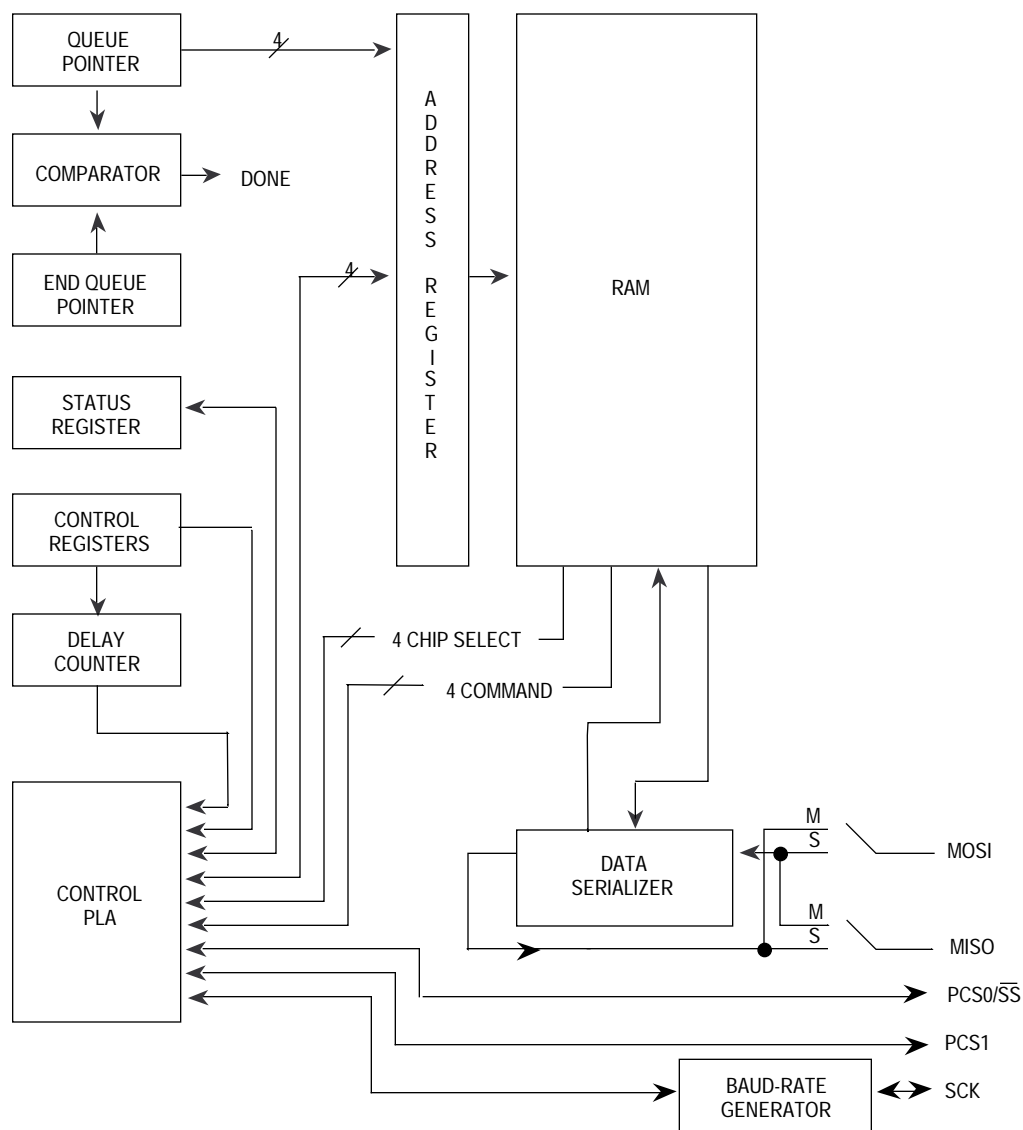 QUEUE
POINTER
4
COMPARATOR
DONE
END QUEUE
POINTER
4
ADDRESS REGISTER
RAM
STATUS
REGISTER
CONTROL
REGISTERS
DELAY
COUNTER
4 CHIP SELECT
4 COMMAND
CONTROL
PLA
DATA
SERIALIZER
M
S
MOSI
M
S
MISO
PCS0/S̅S̅
PCS1
BAUD-RATE
GENERATOR
SCK